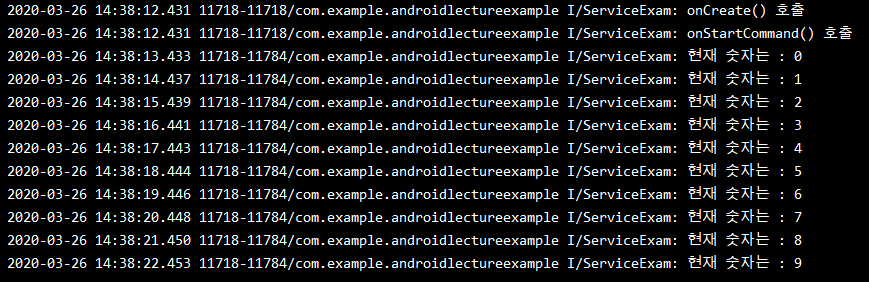 2020-03-26 14:38:12.431 11718-11718/com.example.androidlectureexample I/ServiceExam: onCreate() 호출
2020-03-26 14:38:12.431 11718-11718/com.example.androidlectureexample I/ServiceExam: onStartCommand() 호출
2020-03-26 14:38:13.433 11718-11784/com.example.androidlectureexample I/ServiceExam: 현재 숫자는 : 0
2020-03-26 14:38:14.437 11718-11784/com.example.androidlectureexample I/ServiceExam: 현재 숫자는 : 1
2020-03-26 14:38:15.439 11718-11784/com.example.androidlectureexample I/ServiceExam: 현재 숫자는 : 2
2020-03-26 14:38:16.441 11718-11784/com.example.androidlectureexample I/ServiceExam: 현재 숫자는 : 3
2020-03-26 14:38:17.443 11718-11784/com.example.androidlectureexample I/ServiceExam: 현재 숫자는 : 4
2020-03-26 14:38:18.444 11718-11784/com.example.androidlectureexample I/ServiceExam: 현재 숫자는 : 5
2020-03-26 14:38:19.446 11718-11784/com.example.androidlectureexample I/ServiceExam: 현재 숫자는 : 6
2020-03-26 14:38:20.448 11718-11784/com.example.androidlectureexample I/ServiceExam: 현재 숫자는 : 7
2020-03-26 14:38:21.450 11718-11784/com.example.androidlectureexample I/ServiceExam: 현재 숫자는 : 8
2020-03-26 14:38:22.453 11718-11784/com.example.androidlectureexample I/ServiceExam: 현재 숫자는 : 9